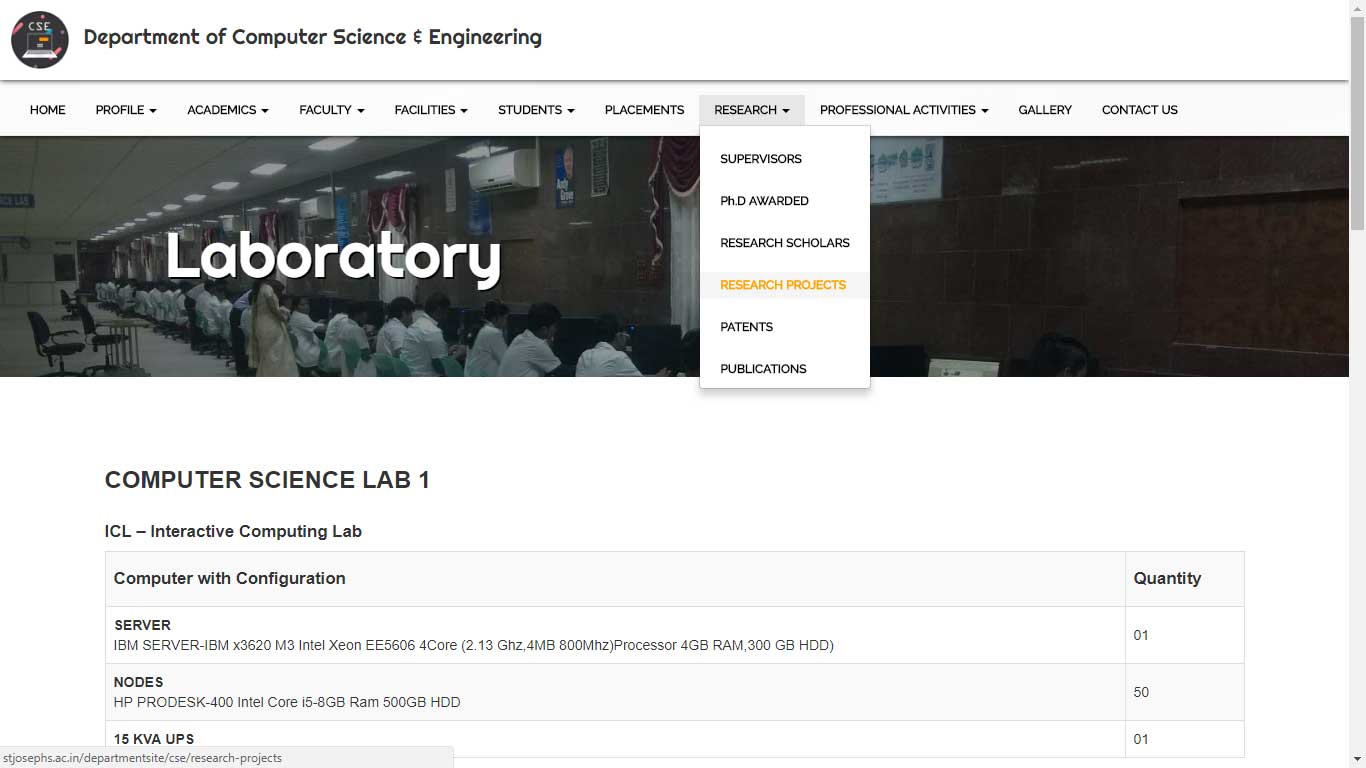 CSE
Department of Computer Science & Engineering
HOME PROFILE ACADEMICS FACULTY FACILITIES STUDENTS PLACEMENTS RESEARCH PROFESSIONAL ACTIVITIES GALLERY CONTACT US
SUPERVISORS
Ph.D AWARDED
RESEARCH SCHOLARS
RESEARCH PROJECTS
PATENTS
PUBLICATIONS
Laboratory
COMPUTER SCIENCE LAB 1
ICL – Interactive Computing Lab
Computer with Configuration Quantity
SERVER
IBM SERVER-IBM x3620 M3 Intel Xeon EE5606 4Core (2.13 Ghz,4MB 800Mhz)Processor 4GB RAM,300 GB HDD) 01
NODES
HP PRODESK-400 Intel Core i5-8GB Ram 500GB HDD 50
15 KVA UPS 01
stjosephs.ac.in/departmentsite/cse/research-projects